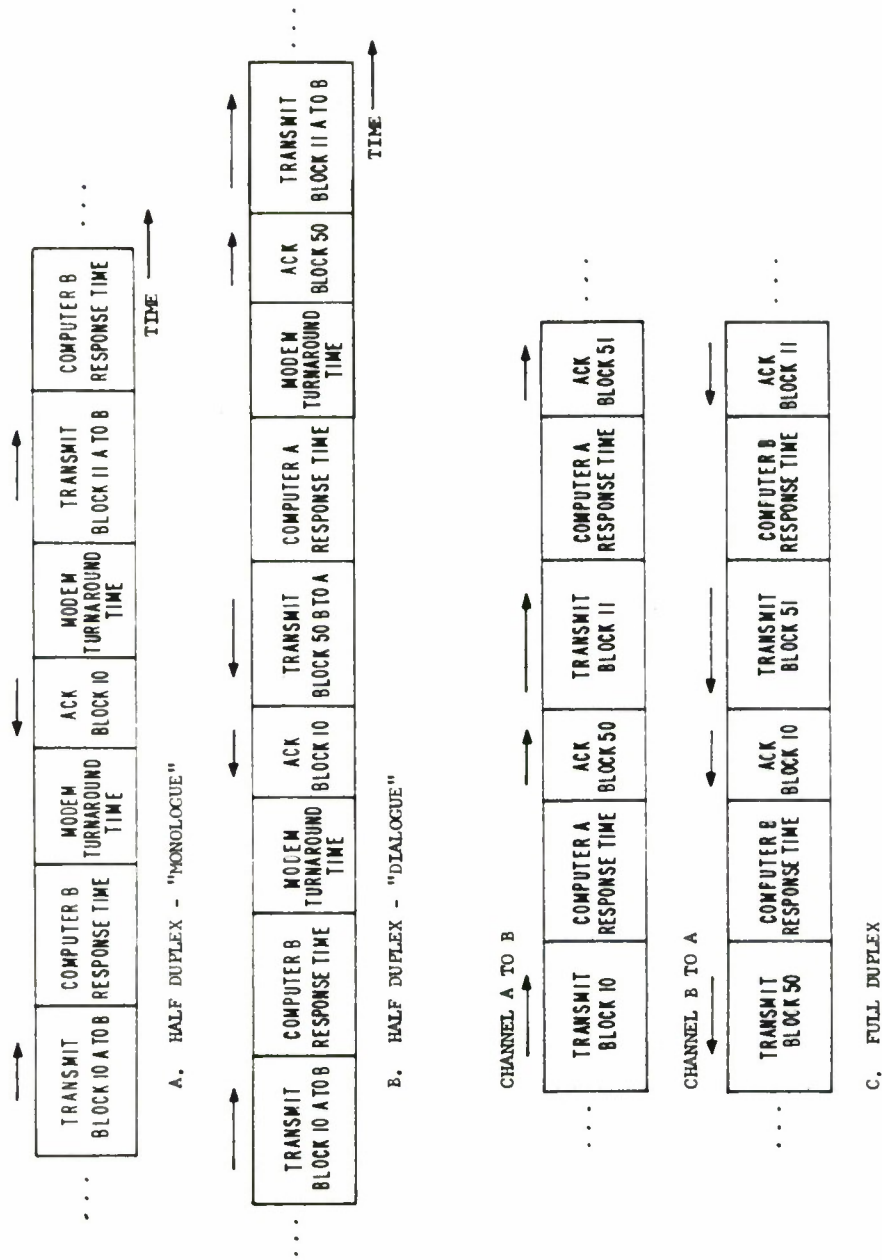 TRANSMIT
BLOCK 10 A TO B
COMPUTER B
RESPONSE TIME
MODEM
TURNAROUND
TIME
ACK
BLOCK 10
MODEM
TURNAROUND
TIME
TRANSMIT
BLOCK 11 A TO B
COMPUTER B
RESPONSE TIME
. . .
. . .
TIME
A. HALF DUPLEX - "MONOLOGUE"
. . .
TRANSMIT
BLOCK 10 A TO B
COMPUTER B
RESPONSE TIME
MODEM
TURNAROUND
TIME
ACK
BLOCK 10
TRANSMIT
BLOCK 50 B TO A
COMPUTER A
RESPONSE TIME
MODEM
TURNAROUND
TIME
ACK
BLOCK 50
TRANSMIT
BLOCK 11 A TO B
. . .
TIME
B. HALF DUPLEX - "DIALOGUE"
CHANNEL A TO B
. . .
TRANSMIT
BLOCK 10
COMPUTER A
RESPONSE TIME
ACK
BLOCK 50
TRANSMIT
BLOCK 11
COMPUTER A
RESPONSE TIME
ACK
BLOCK 51
. . .
CHANNEL B TO A
. . .
TRANSMIT
BLOCK 50
COMPUTER B
RESPONSE TIME
ACK
BLOCK 10
TRANSMIT
BLOCK 51
COMPUTER B
RESPONSE TIME
ACK
BLOCK 11
. . .
C. FULL DUPLEX